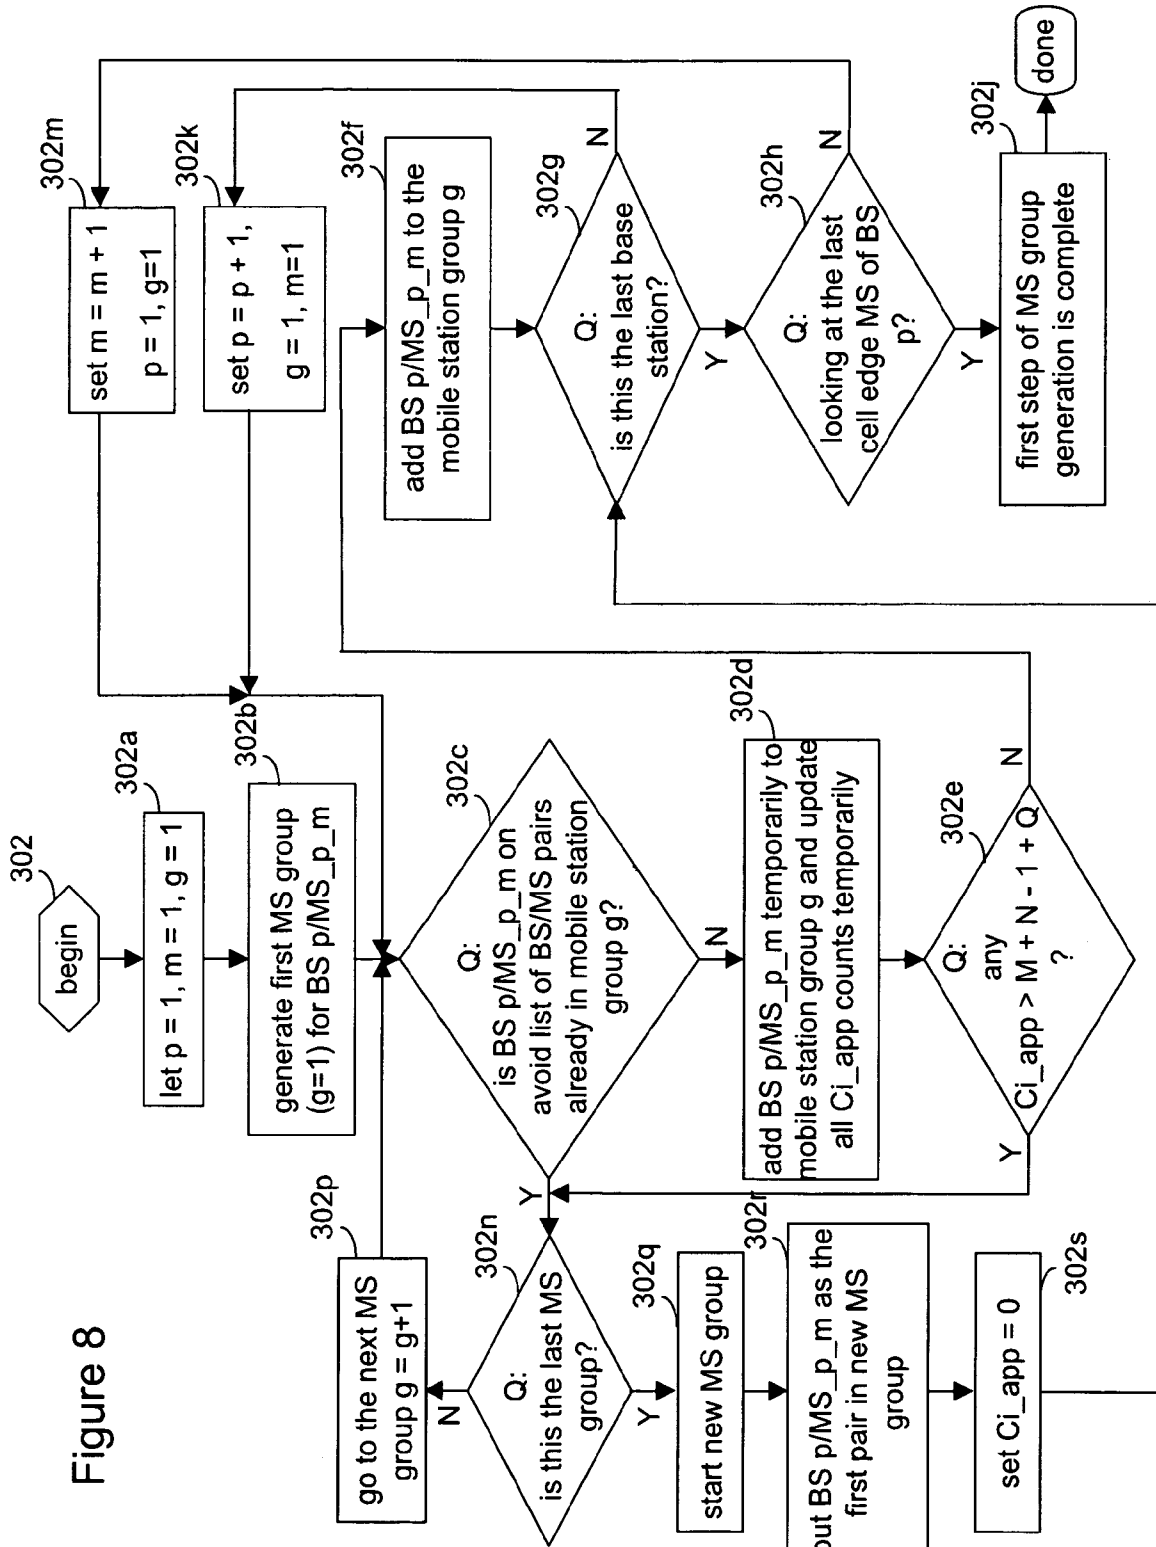 Figure 8
302
begin
302a
let p = 1, m = 1, g = 1
302b
generate first MS group
(g=1) for BS p/MS_p_m
302c
Q:
is BS p/MS_p_m on
avoid list of BS/MS pairs
already in mobile station
group g?
Y
N
302d
add BS p/MS_p_m temporarily to
mobile station group g and update
all Ci_app counts temporarily
302e
Q:
any
Ci_app > M + N - 1 + Q
?
Y
N
302p
go to the next MS
group g = g+1
302n
Q:
is this the last MS
group?
N
Y
302q
start new MS group
302r
BS p/MS_p_m as the
first pair in new MS
group
302s
set Ci_app = 0
302m
set m = m + 1
p = 1, g=1
302k
set p = p + 1,
g = 1, m=1
302f
add BS p/MS_p_m to the
mobile station group g
302g
Q:
is this the last base
station?
N
Y
302h
Q:
looking at the last
cell edge MS of BS
p?
N
Y
302j
first step of MS group
generation is complete
done